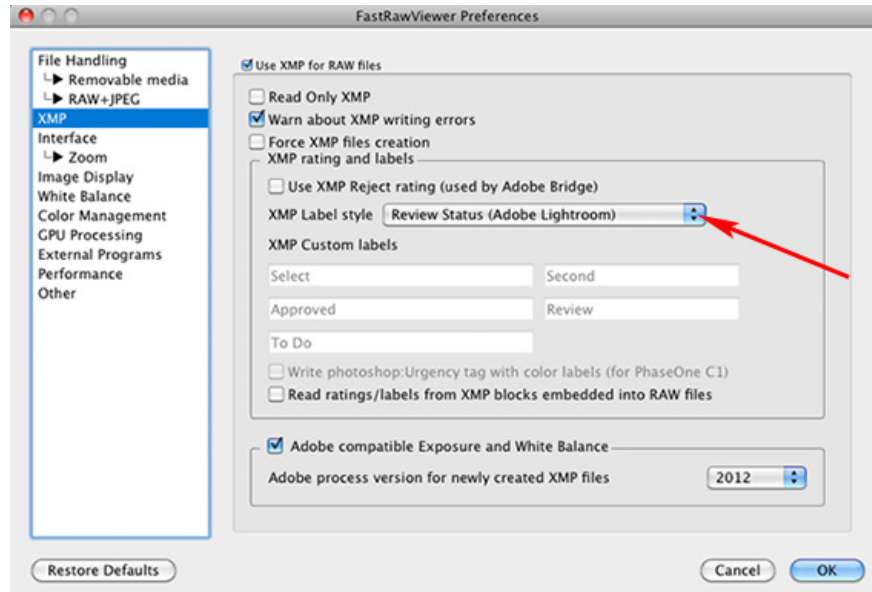 FastRawViewer Preferences
File Handling
Removable media
RAW+JPEG
XMP
Interface
Zoom
Image Display
White Balance
Color Management
GPU Processing
External Programs
Performance
Other
Use XMP for RAW files
Read Only XMP
Warn about XMP writing errors
Force XMP files creation
XMP rating and labels
Use XMP Reject rating (used by Adobe Bridge)
XMP Label style Review Status (Adobe Lightroom)
XMP Custom labels
Select Second
Approved Review
To Do
Write photoshop:Urgency tag with color labels (for PhaseOne C1)
Read ratings/labels from XMP blocks embedded into RAW files
Adobe compatible Exposure and White Balance
Adobe process version for newly created XMP files 2012
Restore Defaults Cancel OK